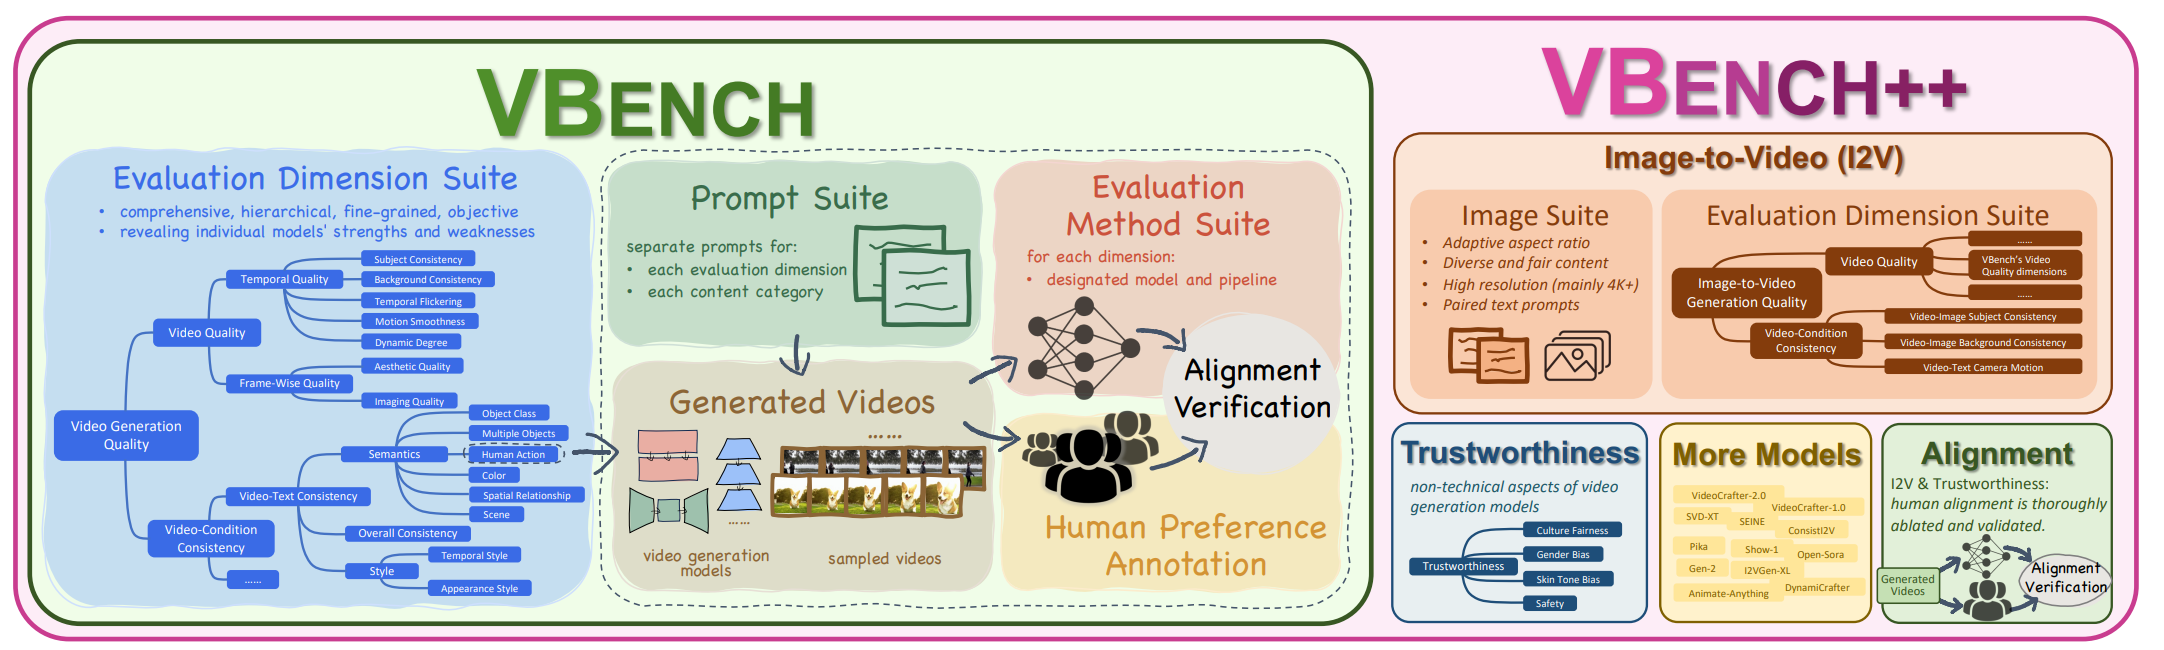 VBENCH
Evaluation Dimension Suite
• comprehensive, hierarchical, fine-grained, objective
• revealing individual models' strengths and weaknesses
Video Generation
Quality
Video Quality
Temporal Quality
Subject Consistency
Background Consistency
Temporal Flickering
Motion Smoothness
Dynamic Degree
Frame-Wise Quality
Aesthetic Quality
Imaging Quality
Video-Condition
Consistency
Video-Text Consistency
Semantics
Object Class
Multiple Objects
Human Action
Color
Spatial Relationship
Scene
Overall Consistency
Style
Temporal Style
Appearance Style
......
Prompt Suite
separate prompts for:
• each evaluation dimension
• each content category
Generated Videos
......
......
video generation
models
sampled videos
Evaluation
Method Suite
for each dimension:
• designated model and pipeline
Alignment
Verification
Human Preference
Annotation
VBENCH++
Image-to-Video (I2V)
Image Suite
• Adaptive aspect ratio
• Diverse and fair content
• High resolution (mainly 4K+)
• Paired text prompts
Evaluation Dimension Suite
Image-to-Video
Generation Quality
Video Quality
......
VBench's Video
Quality dimensions
......
Video-Condition
Consistency
Video-Image Subject Consistency
Video-Image Background Consistency
Video-Text Camera Motion
Trustworthiness
non-technical aspects of video
generation models
Trustworthiness
Culture Fairness
Gender Bias
Skin Tone Bias
Safety
More Models
VideoCrafter-2.0
VideoCrafter-1.0
SVD-XT
SEINE
ConsistI2V
Pika
Show-1
Open-Sora
Gen-2
I2VGen-XL
DynamiCrafter
Animate-Anything
Alignment
I2V & Trustworthiness:
human alignment is thoroughly
ablated and validated.
Generated
Videos
Alignment
Verification